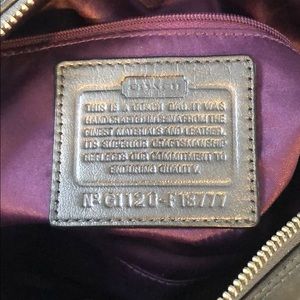 COACH
THIS IS A COACH BAG. IT WAS
HANDCRAFTED IN CHINA FROM THE
FINEST MATERIALS AND LEATHER.
ITS SUPERIOR CRAFTSMANSHIP
REFLECTS OUR COMMITMENT TO
ENDURING QUALITY.
Nº G1120-F13777